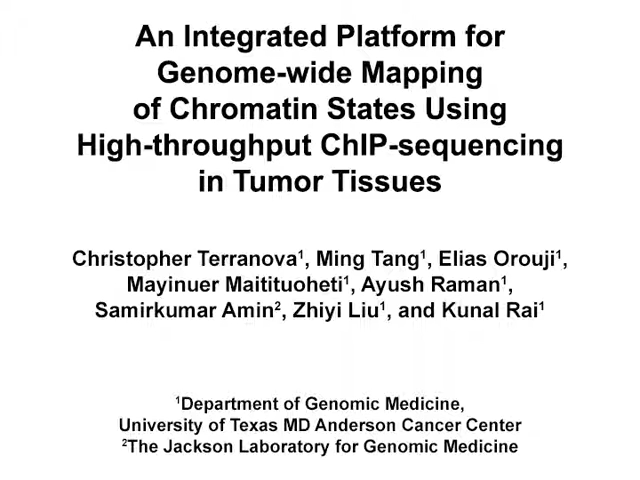 An Integrated Platform for
Genome-wide Mapping
of Chromatin States Using
High-throughput ChIP-sequencing
in Tumor Tissues
Christopher Terranova¹, Ming Tang¹, Elias Orouji¹,
Mayinuer Maitituoheti¹, Ayush Raman¹,
Samirkumar Amin², Zhiyi Liu¹, and Kunal Rai¹
¹Department of Genomic Medicine,
University of Texas MD Anderson Cancer Center
²The Jackson Laboratory for Genomic Medicine